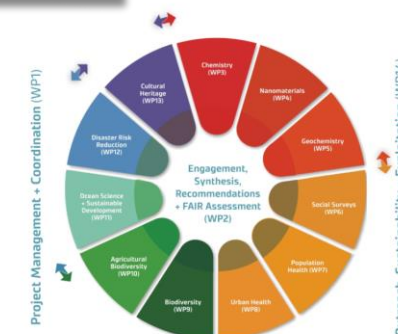 Project Management + Coordination (WP1)
Chemistry
(WP3)
Nanomaterials
(WP4)
Geochemistry
(WP5)
Social Surveys
(WP6)
Population
Health (WP7)
Urban Health
(WP8)
Biodiversity
(WP9)
Agricultural
Biodiversity
(WP10)
Ocean Science
+ Sustainable
Development
(WP11)
Disaster Risk
Reduction
(WP12)
Cultural
Heritage
(WP13)
Engagement,
Synthesis,
Recommendations
+ FAIR Assessment
(WP2)